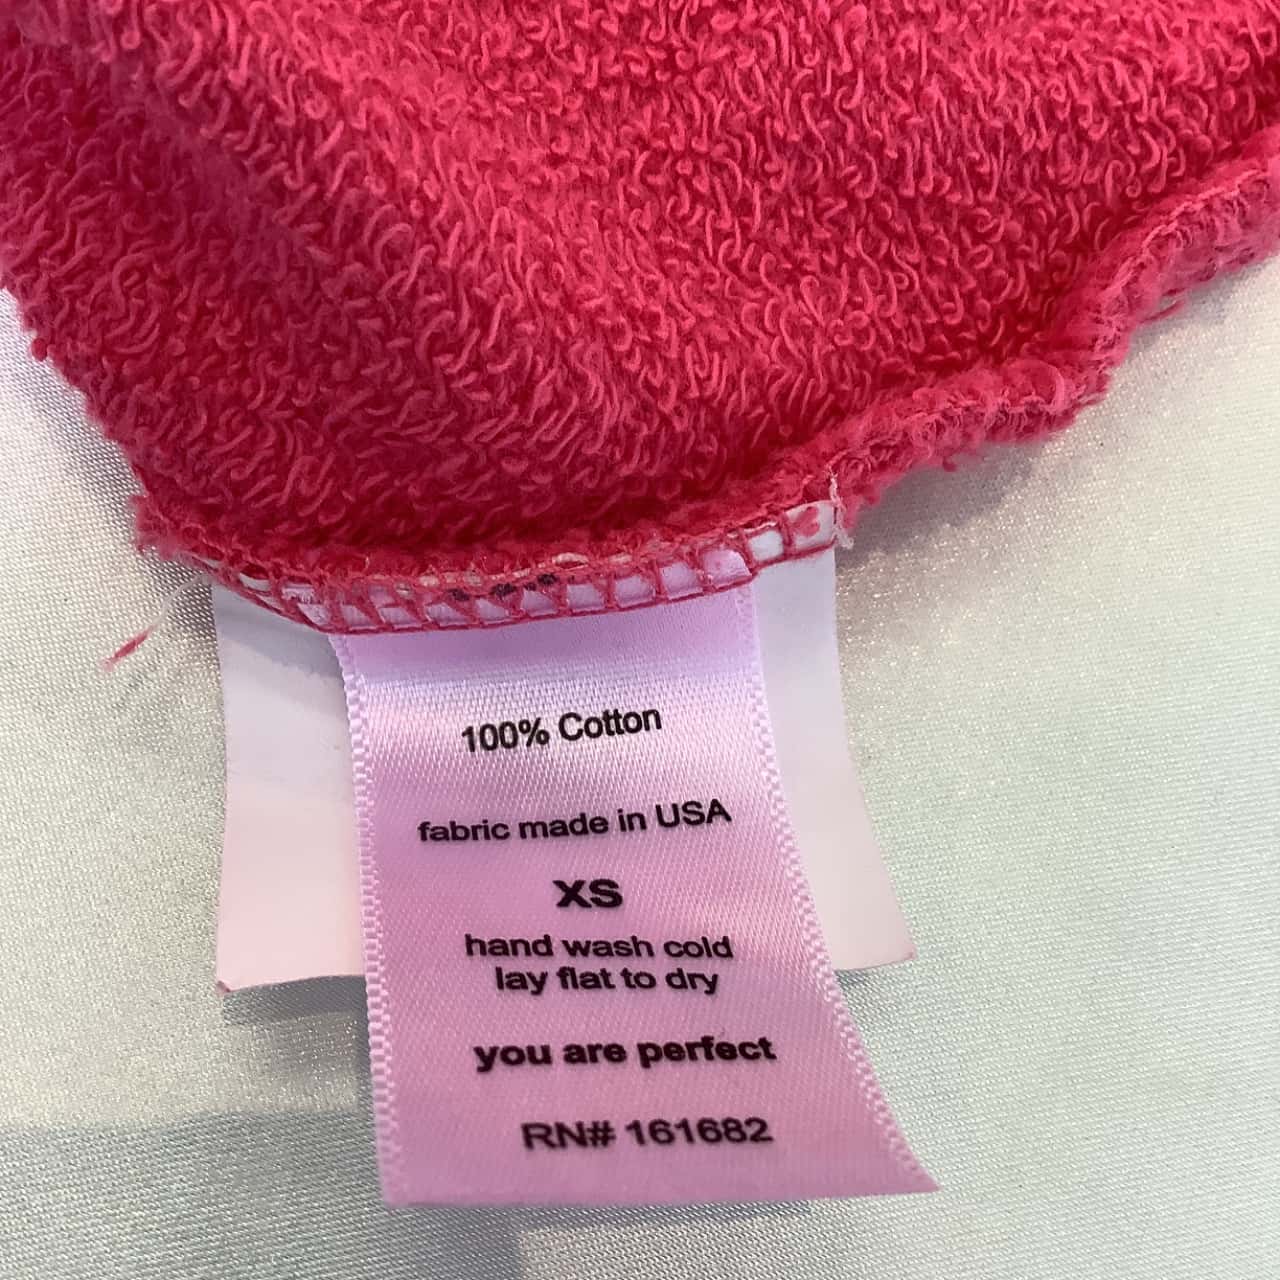 100% Cotton
fabric made in USA
XS
hand wash cold
lay flat to dry
you are perfect
RN# 161682